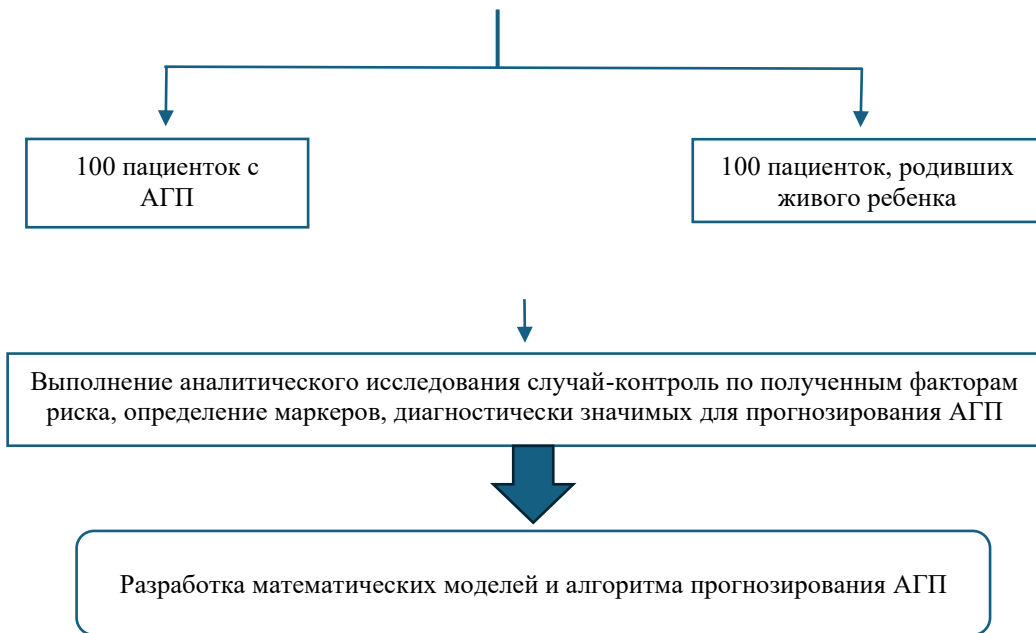 100 пациенток с
АГП
100 пациенток, родивших
живого ребенка
Выполнение аналитического исследования случай-контроль по полученным факторам
риска, определение маркеров, диагностически значимых для прогнозирования АГП
Разработка математических моделей и алгоритма прогнозирования АГП